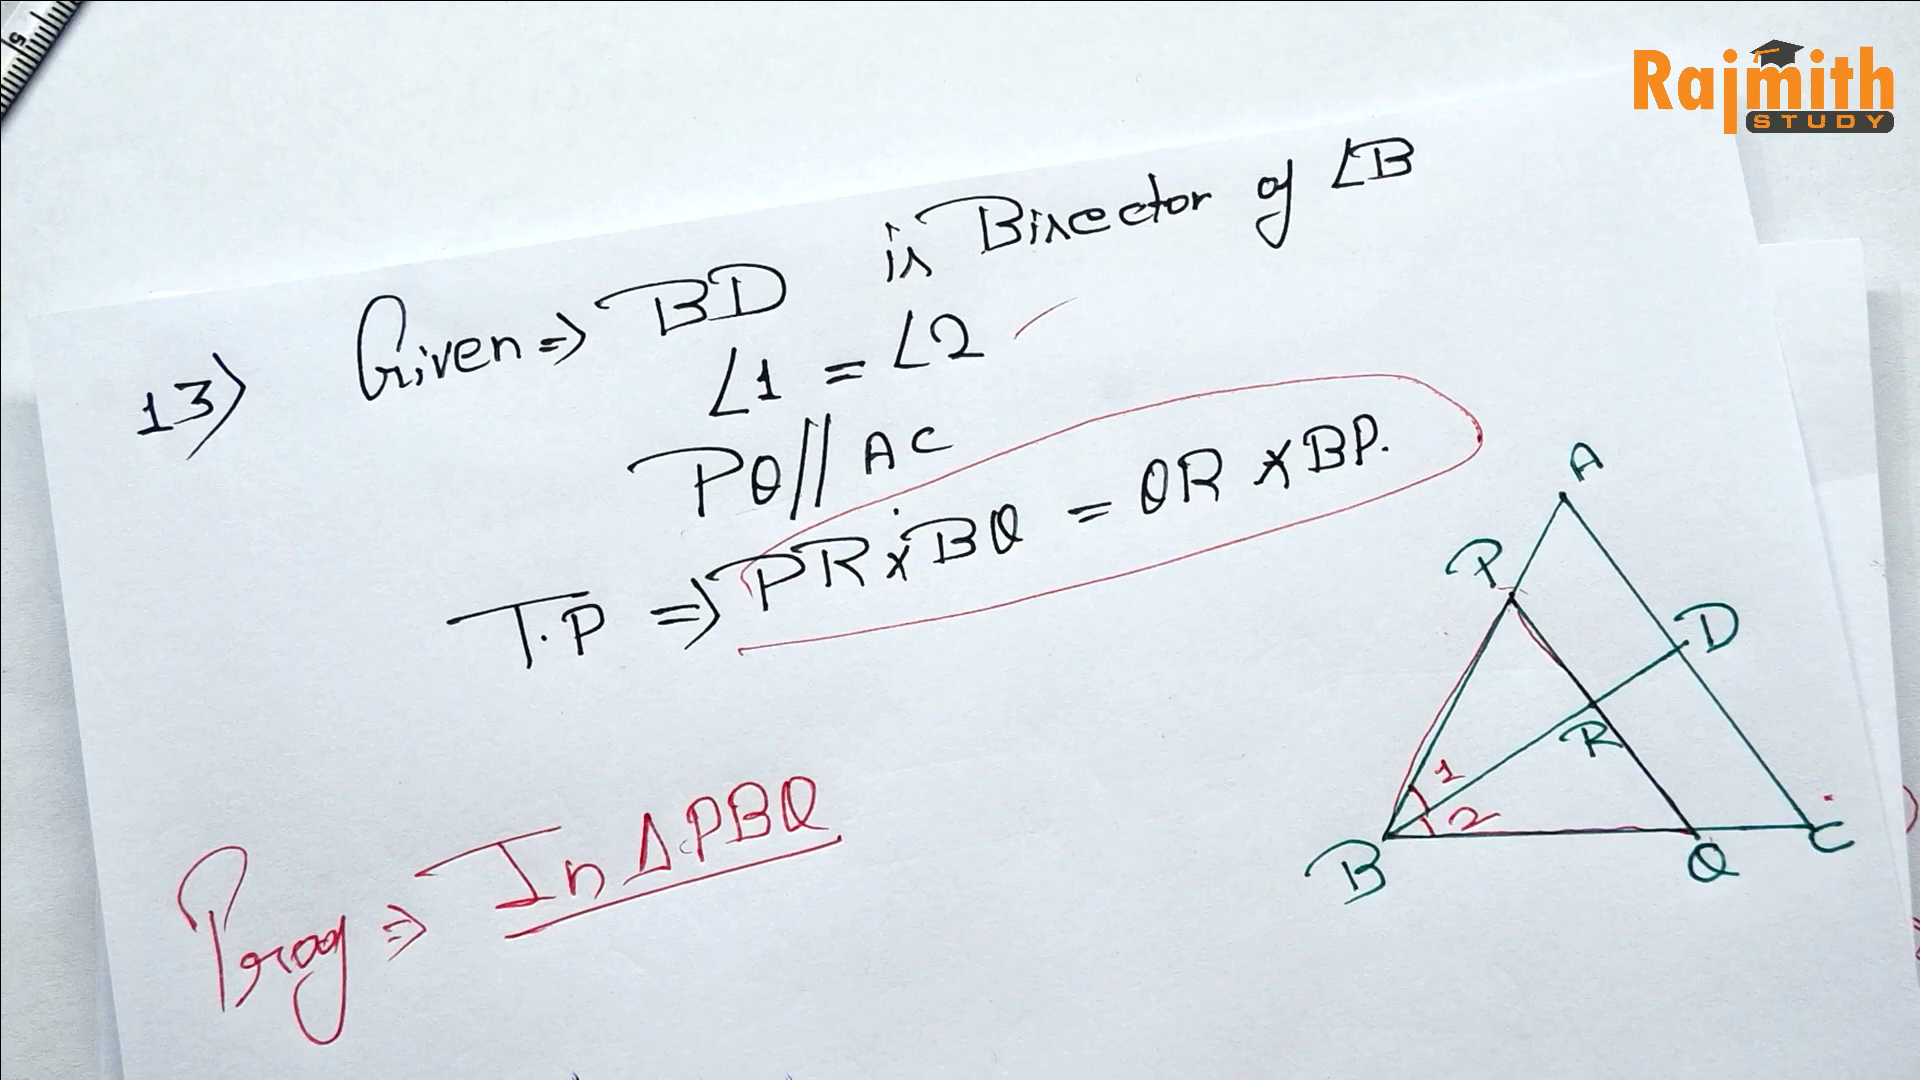 Rajmith
STUDY
13) Given ⇒ BD is Bisector of ∠B
∠1 = ∠2
PQ // AC
T.P ⇒ PR × BQ = QR × BP.
Proof ⇒ In ΔPBQ
A
P
D
R
1
2
B
Q
C
5